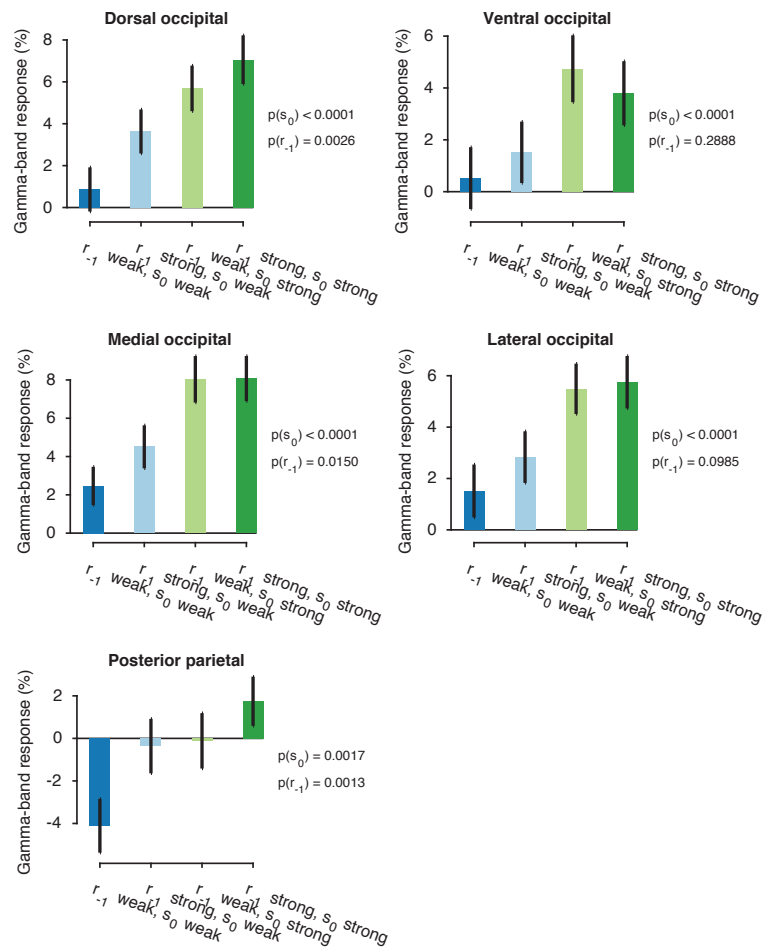 Dorsal occipital
Gamma-band response (%)
8
6
4
2
0
p(s0) < 0.0001
p(r-1) = 0.0026
r-1 weak, s0 weak
r-1 strong, s0 weak
r-1 weak, s0 strong
r-1 strong, s0 strong
Ventral occipital
Gamma-band response (%)
6
4
2
0
p(s0) < 0.0001
p(r-1) = 0.2888
r-1 weak, s0 weak
r-1 strong, s0 weak
r-1 weak, s0 strong
r-1 strong, s0 strong
Medial occipital
Gamma-band response (%)
8
6
4
2
0
p(s0) < 0.0001
p(r-1) = 0.0150
r-1 weak, s0 weak
r-1 strong, s0 weak
r-1 weak, s0 strong
r-1 strong, s0 strong
Lateral occipital
Gamma-band response (%)
6
4
2
0
p(s0) < 0.0001
p(r-1) = 0.0985
r-1 weak, s0 weak
r-1 strong, s0 weak
r-1 weak, s0 strong
r-1 strong, s0 strong
Posterior parietal
Gamma-band response (%)
2
0
-2
-4
p(s0) = 0.0017
p(r-1) = 0.0013
r-1 weak, s0 weak
r-1 strong, s0 weak
r-1 weak, s0 strong
r-1 strong, s0 strong